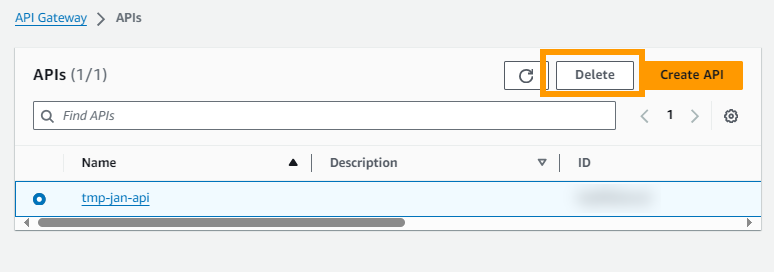 API Gateway > APIs
APIs (1/1)
Delete
Create API
Find APIs
1
Name
Description
ID
tmp-jan-api